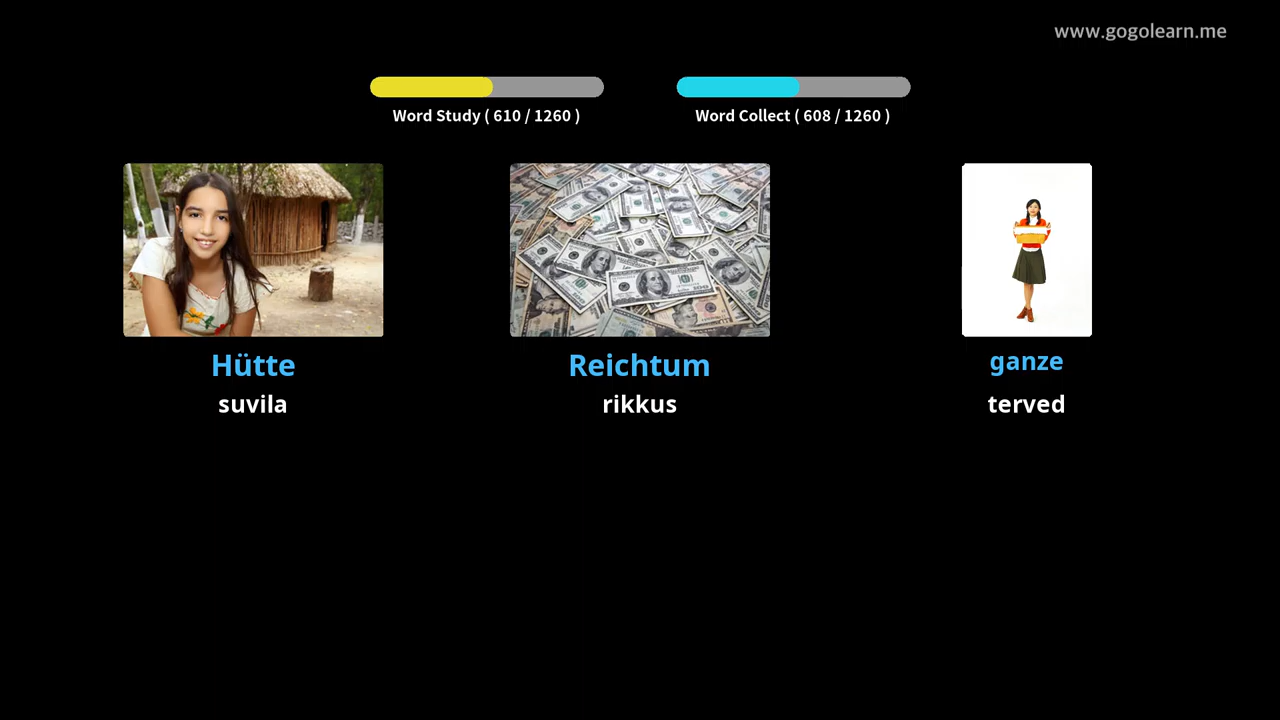 www.gogolearn.me
Word Study ( 610 / 1260 )
Word Collect ( 608 / 1260 )
Hütte
Reichtum
ganze
suvila
rikkus
terved